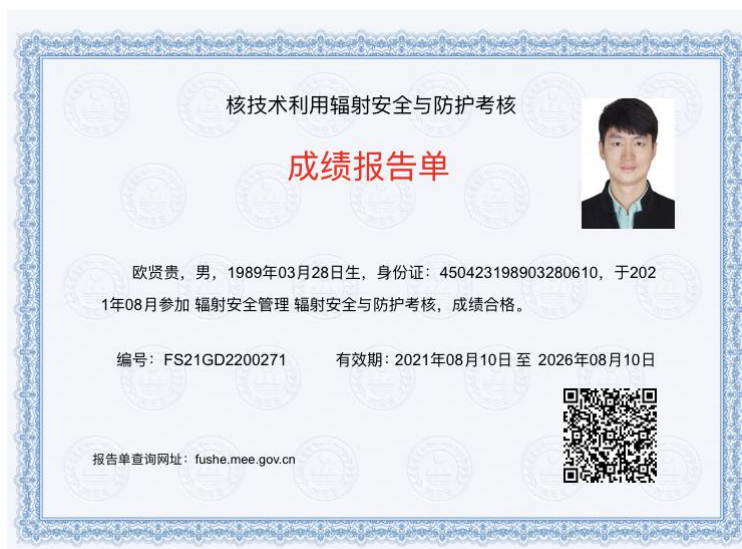 核技术利用辐射安全与防护考核
成绩报告单
欧贤贵，男，1989年03月28日生，身份证：450423198903280610，于202
1年08月参加 辐射安全管理 辐射安全与防护考核，成绩合格。
编号：FS21GD2200271 有效期：2021年08月10日 至 2026年08月10日
报告单查询网址：fushe.mee.gov.cn